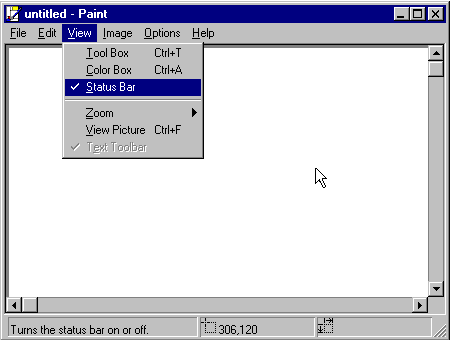 untitled - Paint
File Edit View Image Options Help
Tool Box Ctrl+T
Color Box Ctrl+A
Status Bar
Zoom
View Picture Ctrl+F
Text Toolbar
Turns the status bar on or off. 306,120